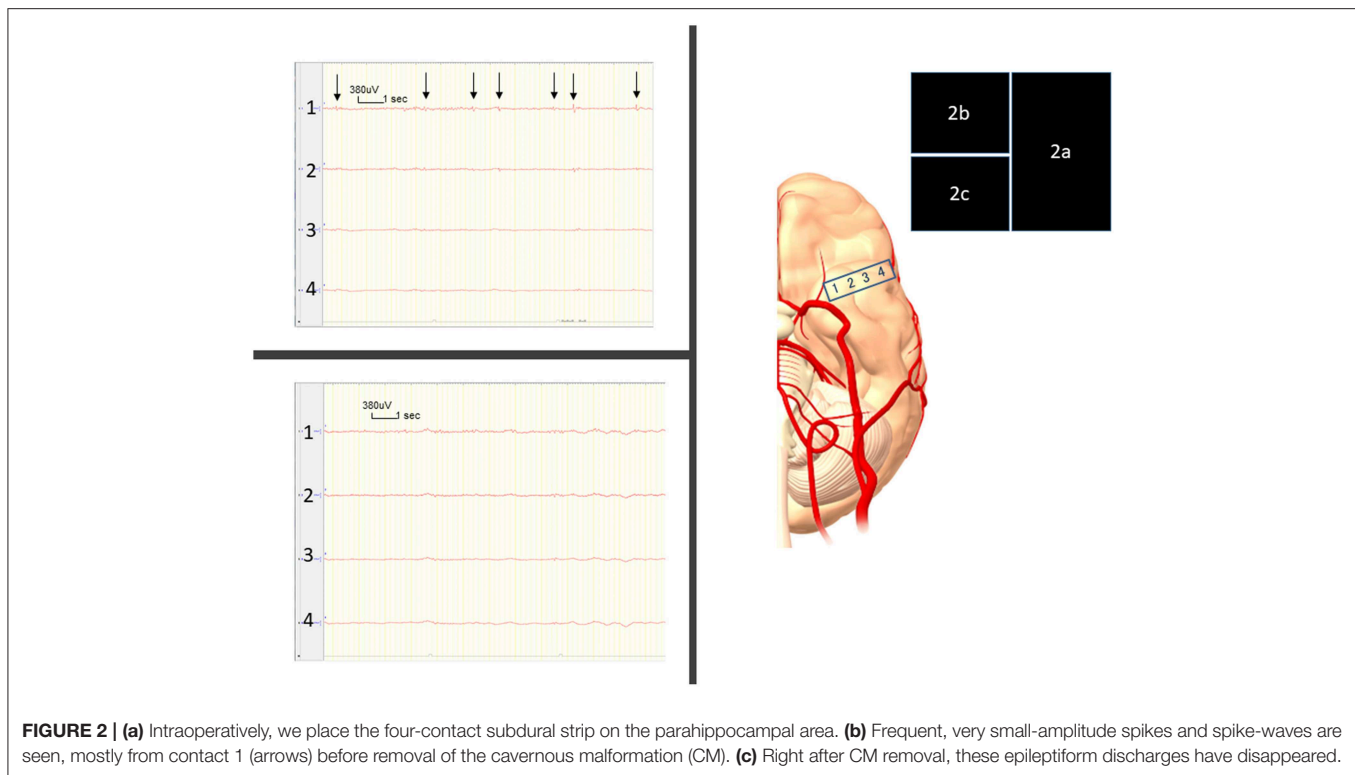 380uV
1 sec
1
2
3
4
380uV
1 sec
1
2
3
4
2b
2a
2c
1 2 3 4
FIGURE 2 | (a) Intraoperatively, we place the four-contact subdural strip on the parahippocampal area. (b) Frequent, very small-amplitude spikes and spike-waves are
seen, mostly from contact 1 (arrows) before removal of the cavernous malformation (CM). (c) Right after CM removal, these epileptiform discharges have disappeared.